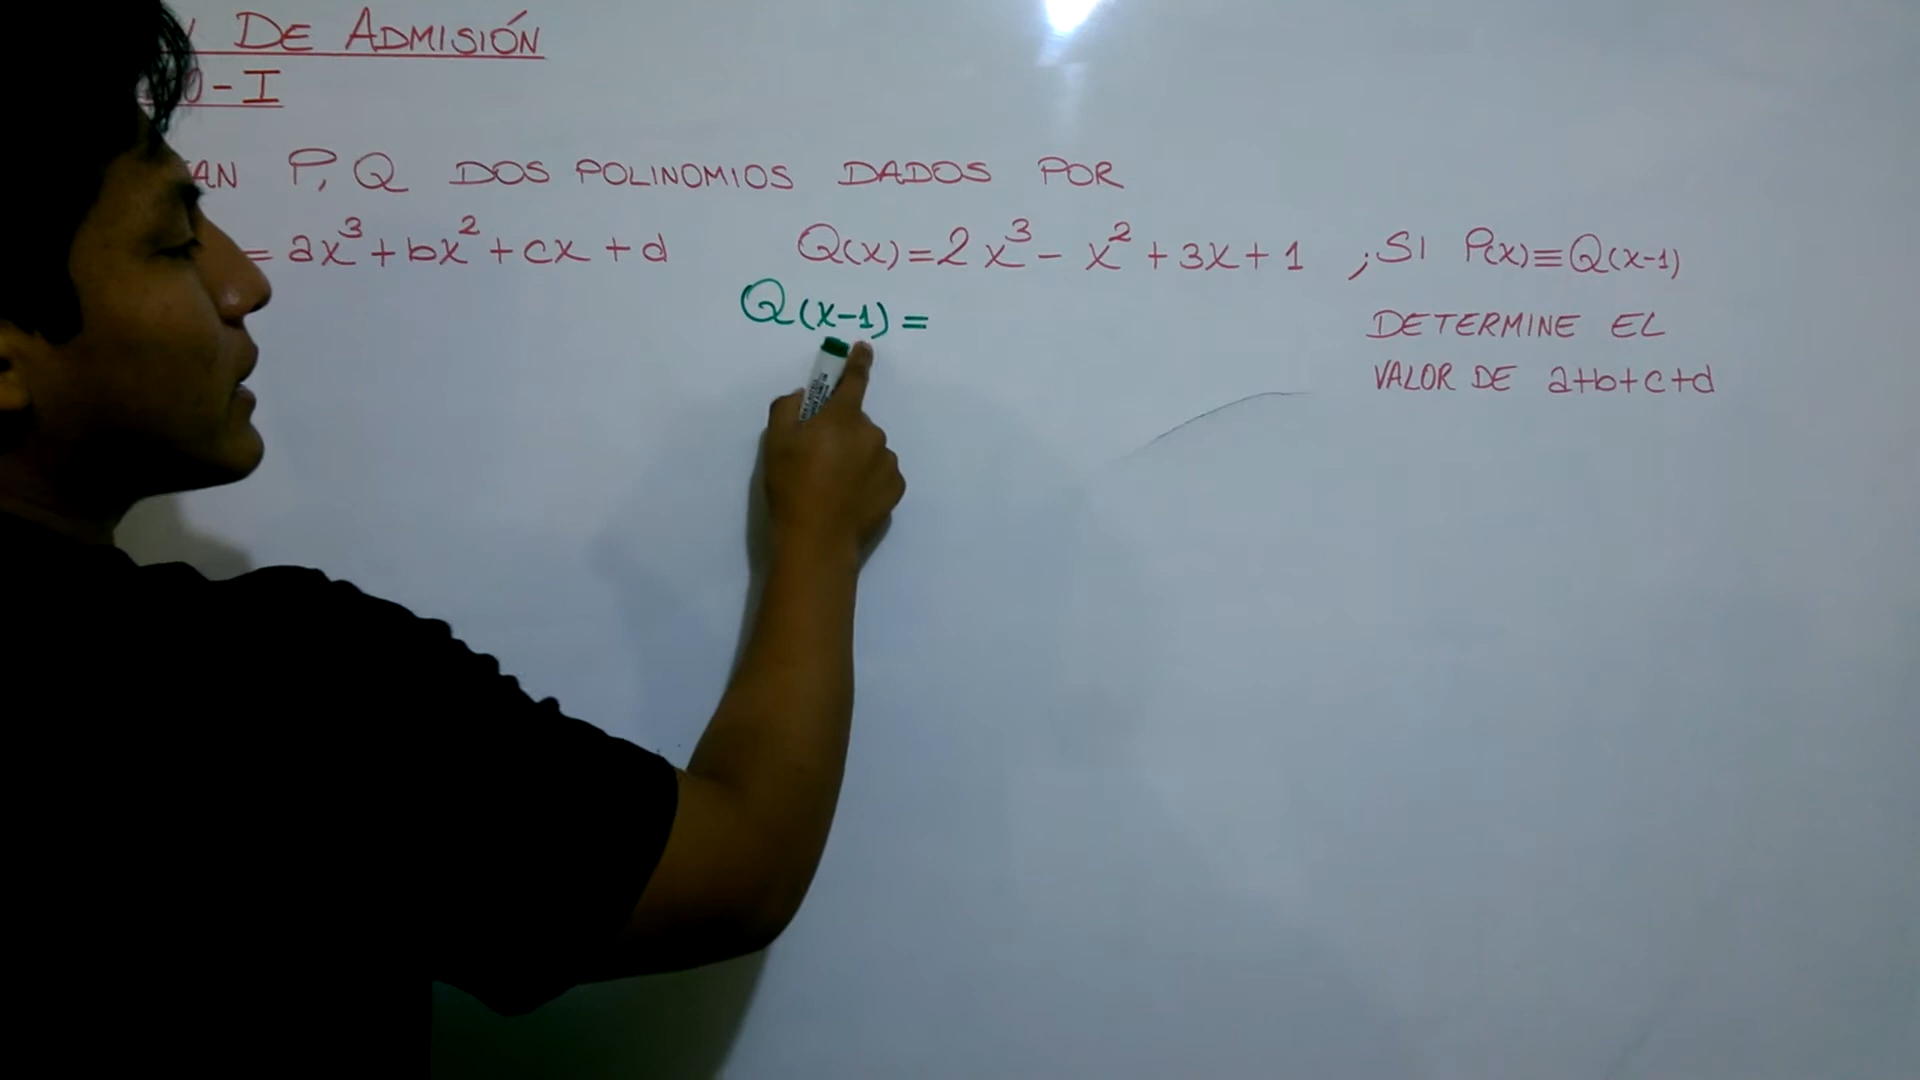 DE ADMISIÓN
0-I
AN P, Q DOS POLINOMIOS DADOS POR
= ax³+bx²+cx+d Q(x)=2x³-x²+3x+1 ; SI P(x)≡Q(x-1)
Q(x-1)=
DETERMINE EL
VALOR DE a+b+c+d